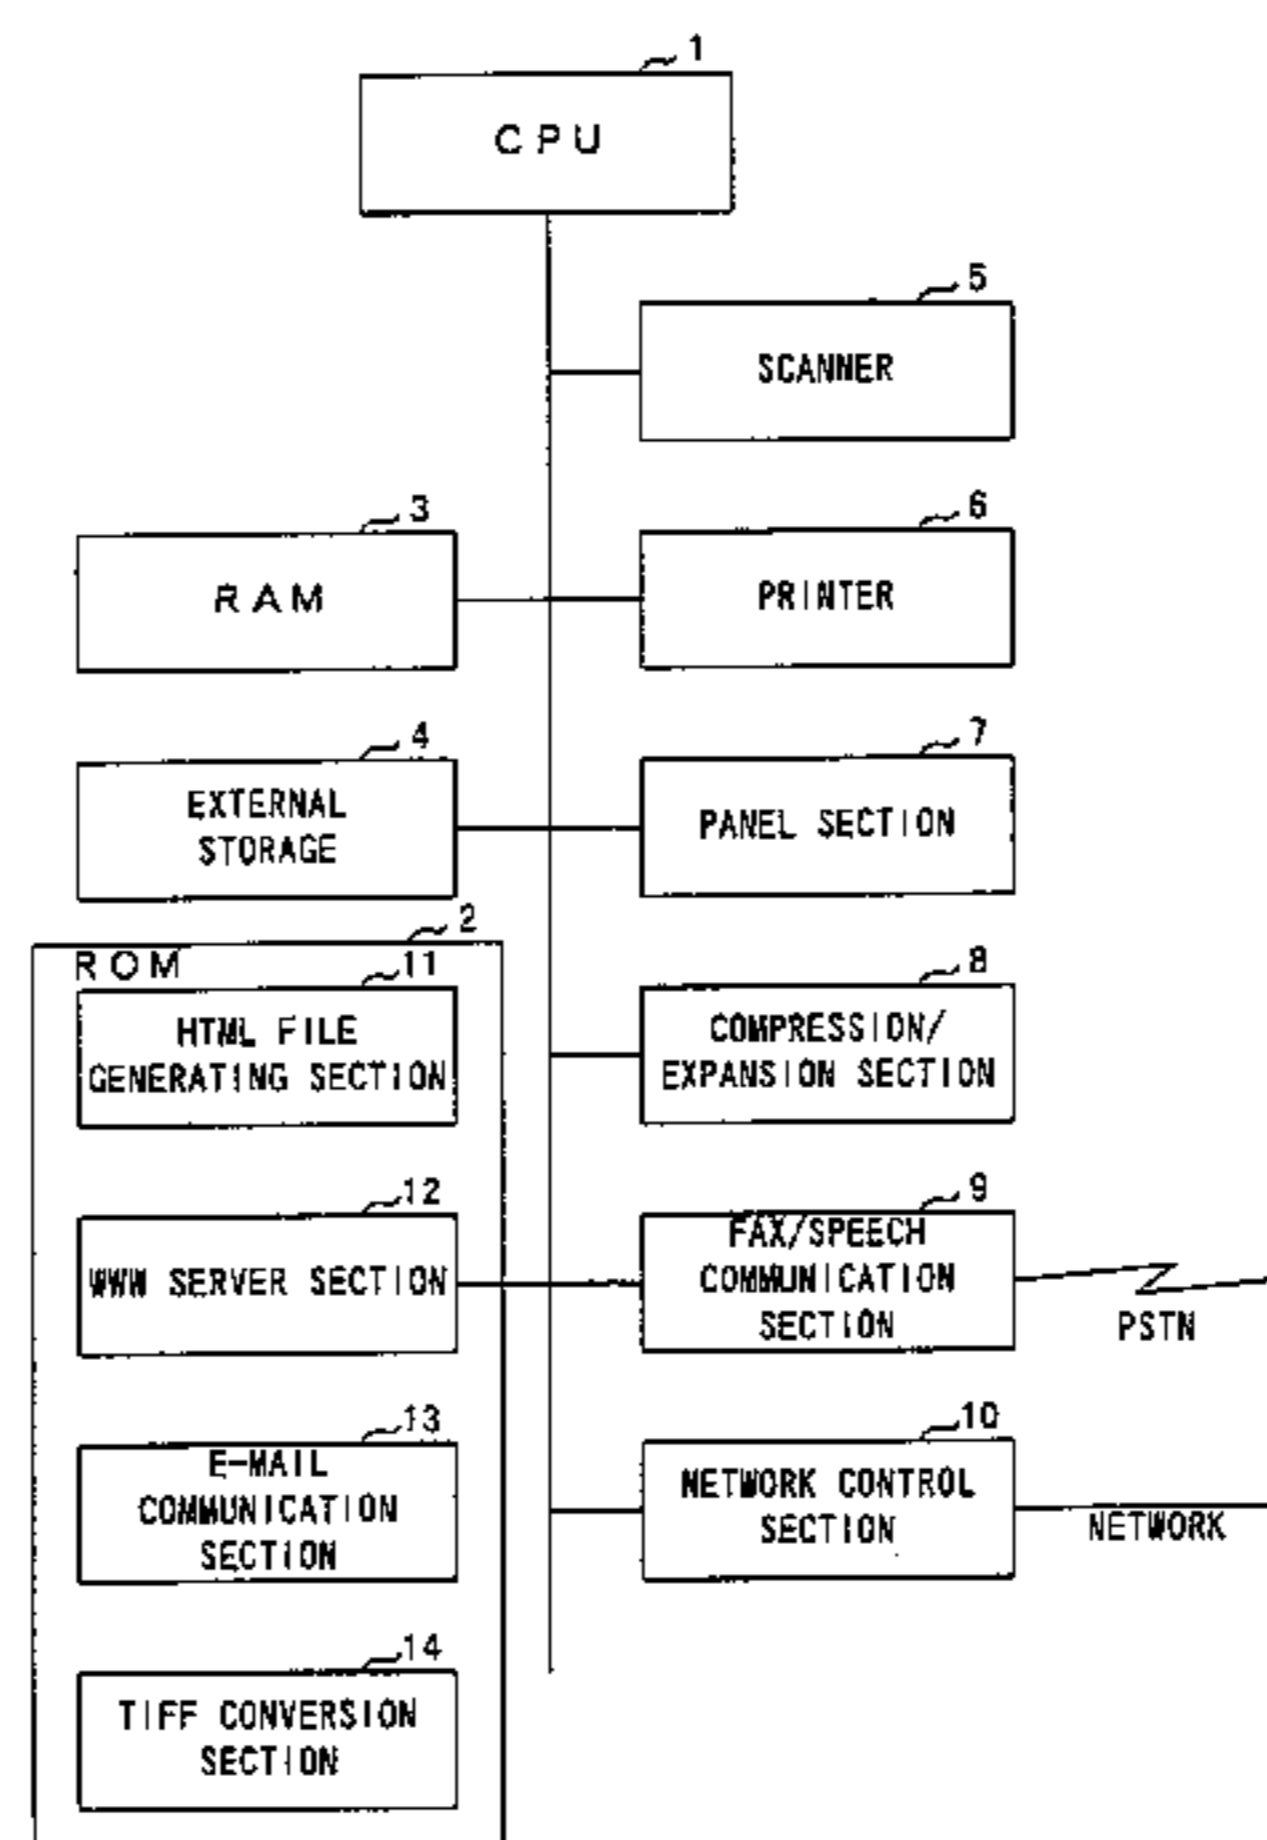 1
CPU
5
SCANNER
3
RAM
6
PRINTER
4
EXTERNAL
STORAGE
7
PANEL SECTION
2
ROM
11
HTML FILE
GENERATING SECTION
8
COMPRESSION/
EXPANSION SECTION
12
WWW SERVER SECTION
9
FAX/SPEECH
COMMUNICATION
SECTION
PSTN
13
E-MAIL
COMMUNICATION
SECTION
10
NETWORK CONTROL
SECTION
NETWORK
14
TIFF CONVERSION
SECTION